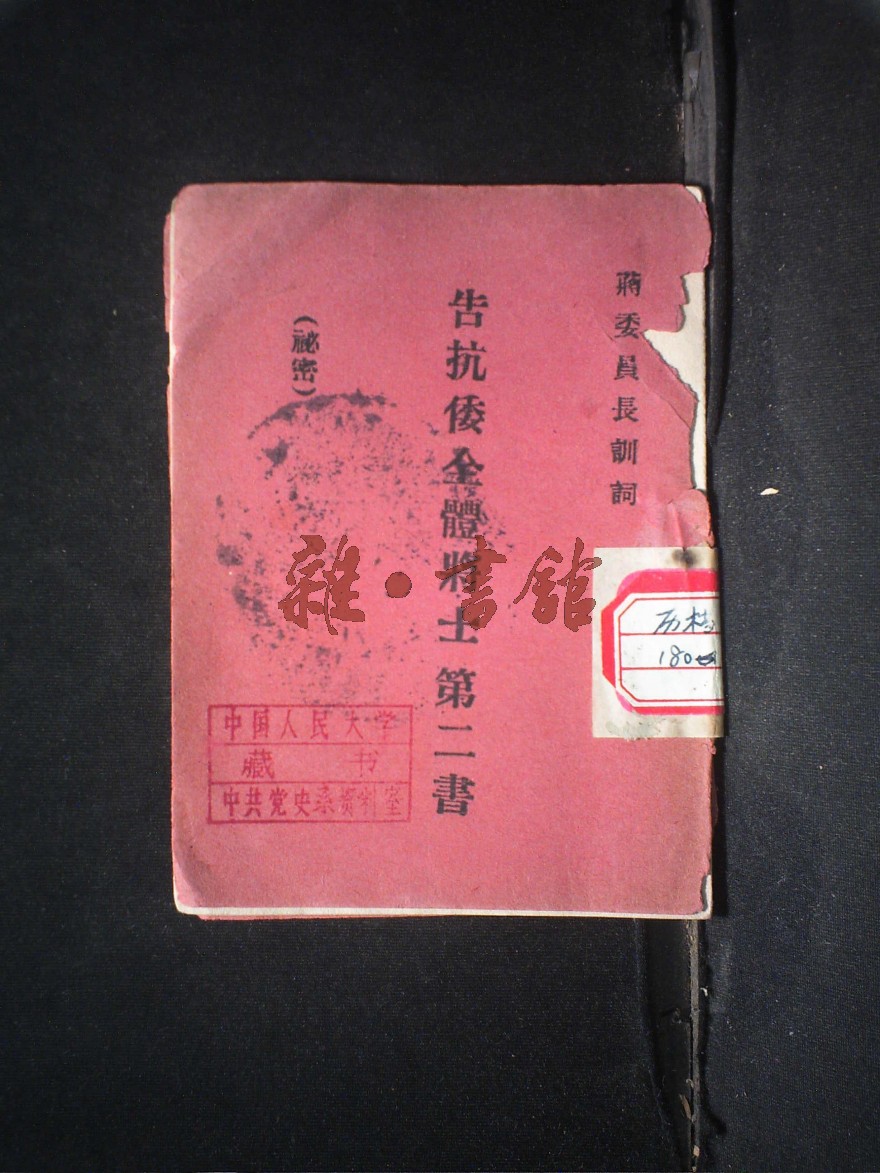 蔣委員長訓詞
告抗倭全體將士第二書
(祕密)
雜·書館
历档
180
中国人民大学
藏书
中共党史系资料室